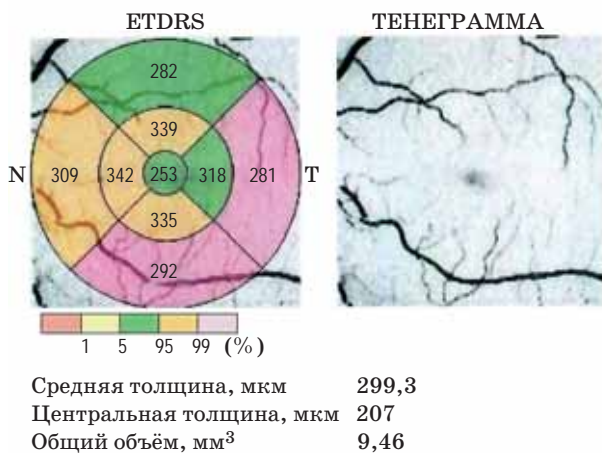 ETDRS
ТЕНЕГРАММА
282
339
N 309 342 253 318 281 T
335
292
1 5 95 99 (%)
Средняя толщина, мкм 299,3
Центральная толщина, мкм 207
Общий объём, мм³ 9,46